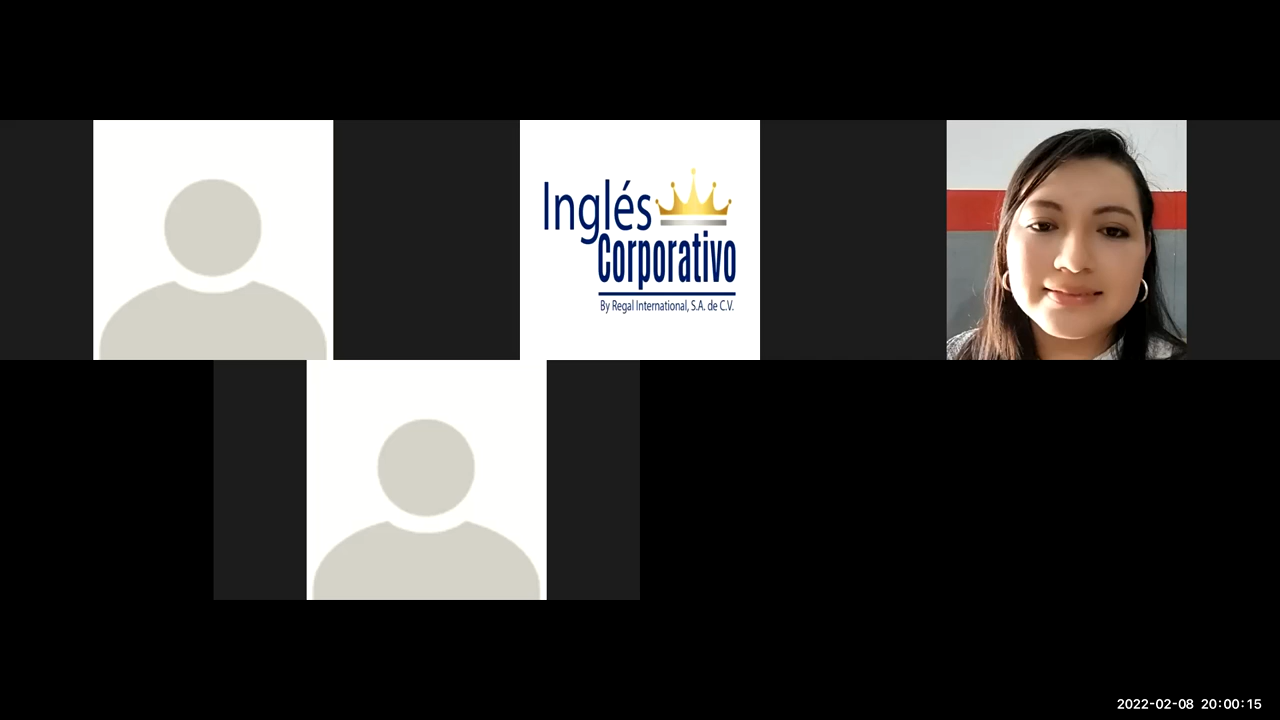 Inglés
Corporativo
By Regal International, S.A. de C.V.
2022-02-08 20:00:15